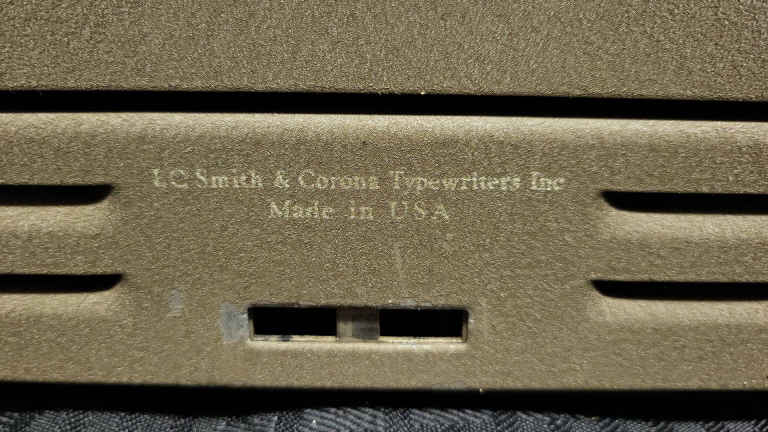 LC Smith & Corona Typewriters Inc
Made in USA